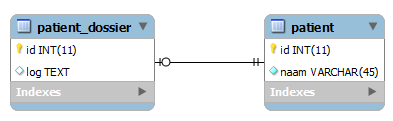 patient_dossier
id INT(11)
log TEXT
Indexes
patient
id INT(11)
naam VARCHAR(45)
Indexes